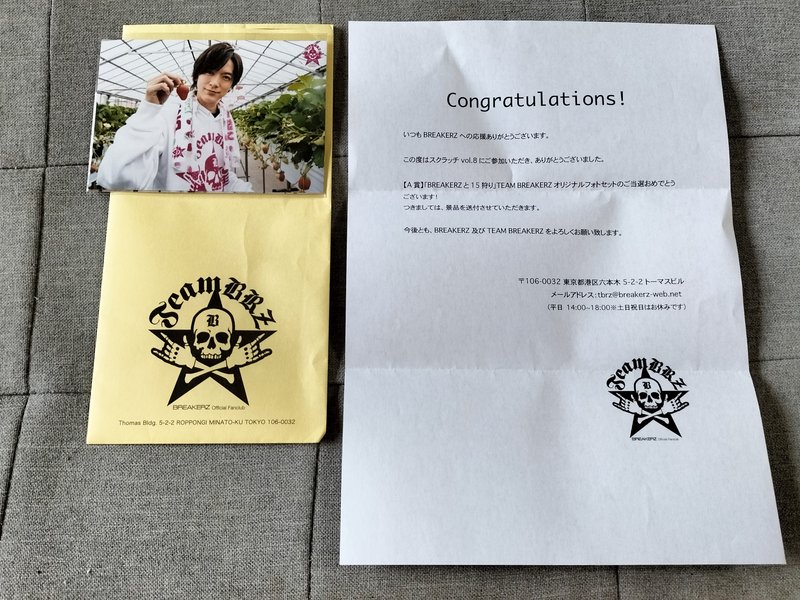 TeamBRZ
TeamBRZ
B
BREAKERZ Official Fanclub
Thomas Bldg. 5-2-2 ROPPONGI MINATO-KU TOKYO 106-0032
Congratulations!
いつも BREAKERZ への応援ありがとうございます。
この度はスクラッチ vol.8 にご参加いただき、ありがとうございました。
【A 賞】「BREAKERZ と 15 狩り」TEAM BREAKERZ オリジナルフォトセットのご当選おめでとう
ございます!
つきましては、景品を送付させていただきます。
今後とも、BREAKERZ 及び TEAM BREAKERZ をよろしくお願い致します。
〒106-0032 東京都港区六本木 5-2-2 トーマスビル
メールアドレス:tbrz@breakerz-web.net
(平日 14:00~18:00※土日祝日はお休みです)
TeamBRZ
B
BREAKERZ Official Fanclub